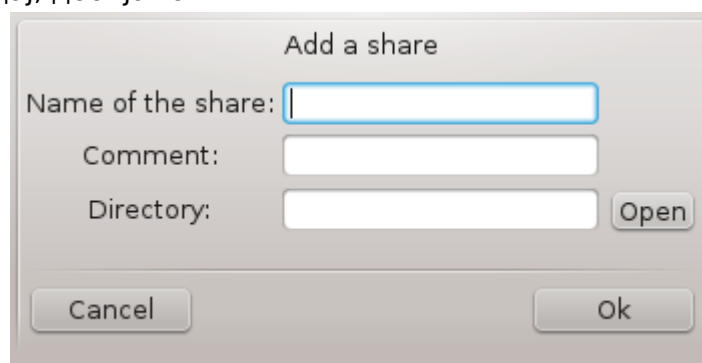 Add a share
Name of the share:
Comment:
Directory: Open
Cancel Ok